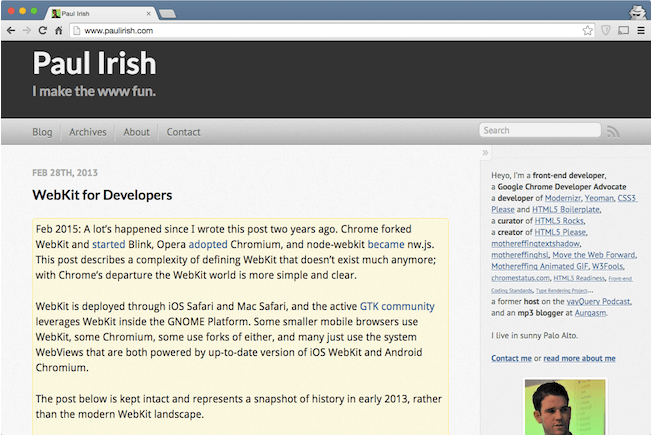 Paul Irish
www.paulirish.com
Paul Irish
I make the www fun.
Blog
Archives
About
Contact
Search
»
FEB 28TH, 2013
WebKit for Developers
Feb 2015: A lot's happened since I wrote this post two years ago. Chrome forked
WebKit and started Blink, Opera adopted Chromium, and node-webkit became nw.js.
This post describes a complexity of defining WebKit that doesn't exist much anymore;
with Chrome's departure the WebKit world is more simple and clear.
WebKit is deployed through iOS Safari and Mac Safari, and the active GTK community
leverages WebKit inside the GNOME Platform. Some smaller mobile browsers use
WebKit, some Chromium, some use forks of either, and many just use the system
WebViews that are both powered by up-to-date version of iOS WebKit and Android
Chromium.
The post below is kept intact and represents a snapshot of history in early 2013, rather
than the modern WebKit landscape.
Heyo, I'm a front-end developer,
a Google Chrome Developer Advocate
a developer of Modernizr, Yeoman, CSS3
Please and HTML5 Boilerplate,
a curator of HTML5 Rocks,
a creator of HTML5 Please,
mothereffingtextshadow,
mothereffinghsl, Move the Web Forward,
Mothereffing Animated GIF, W3Fools,
chromestatus.com, HTML5 Readiness, Front-end
Coding Standards, Type Rendering Project...
a former host on the yayQuery Podcast,
and an mp3 blogger at Aurgasm.
I live in sunny Palo Alto.
Contact me or read more about me